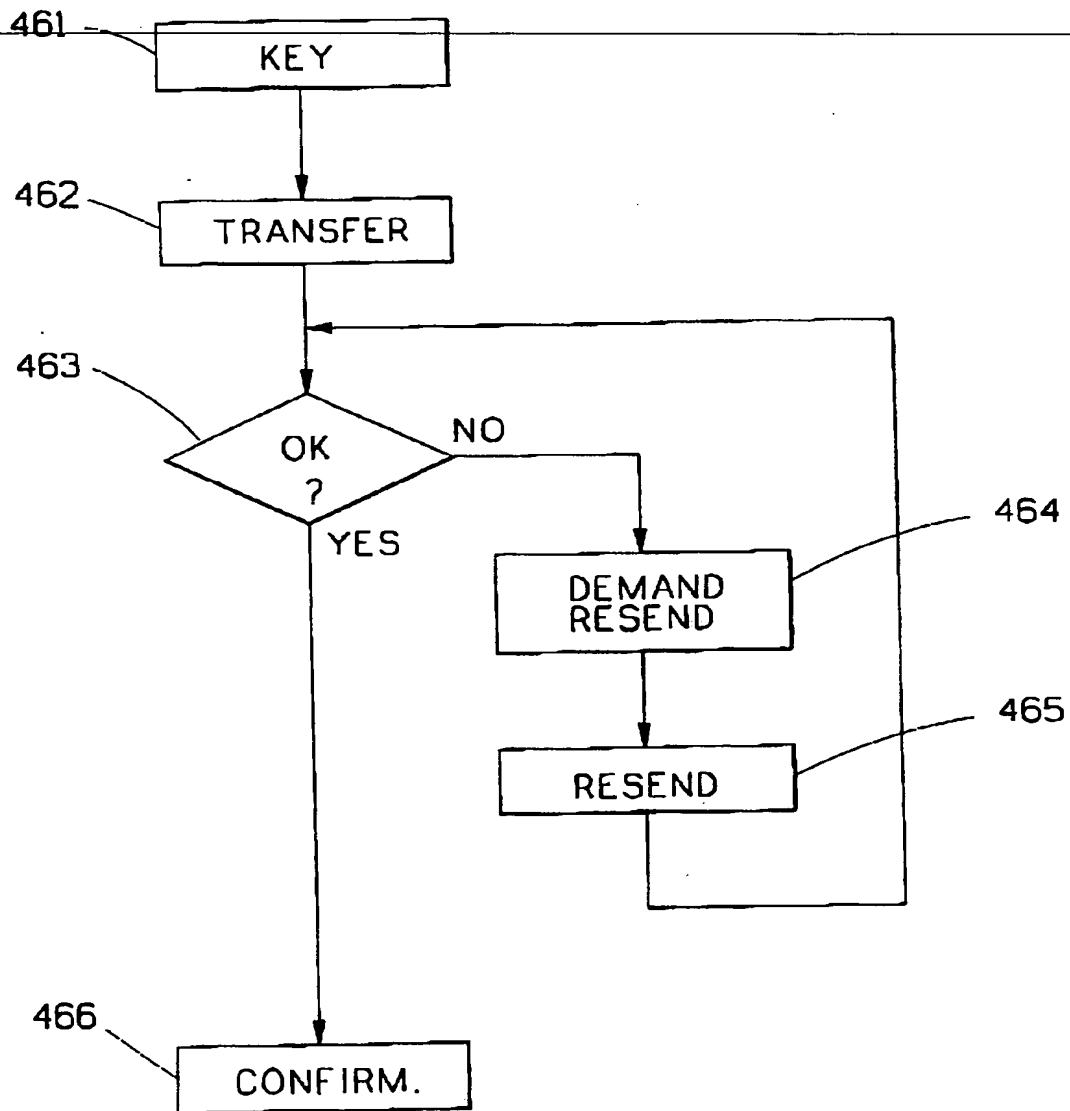 461
KEY
462
TRANSFER
463
OK
?
NO
YES
464
DEMAND
RESEND
465
RESEND
466
CONFIRM.